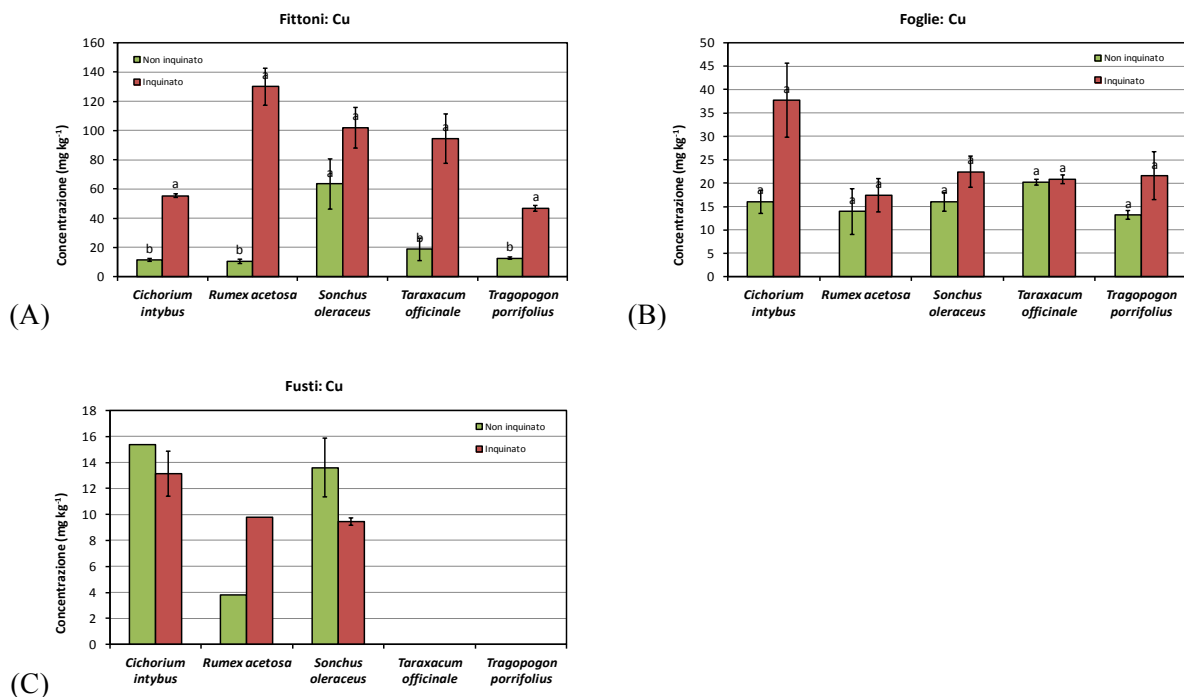 Fittoni: Cu
Concentrazione (mg kg⁻¹)
160
140
120
100
80
60
40
20
0
Non inquinato
Inquinato
b
a
b
a
a
a
b
a
b
a
Cichorium intybus
Rumex acetosa
Sonchus oleraceus
Taraxacum officinale
Tragopogon porrifolius
(A)
Foglie: Cu
Concentrazione (mg kg⁻¹)
50
45
40
35
30
25
20
15
10
5
0
Non inquinato
Inquinato
a
a
a
a
a
a
a
a
a
a
Cichorium intybus
Rumex acetosa
Sonchus oleraceus
Taraxacum officinale
Tragopogon porrifolius
(B)
Fusti: Cu
Concentrazione (mg kg⁻¹)
18
16
14
12
10
8
6
4
2
0
Non inquinato
Inquinato
Cichorium intybus
Rumex acetosa
Sonchus oleraceus
Taraxacum officinale
Tragopogon porrifolius
(C)